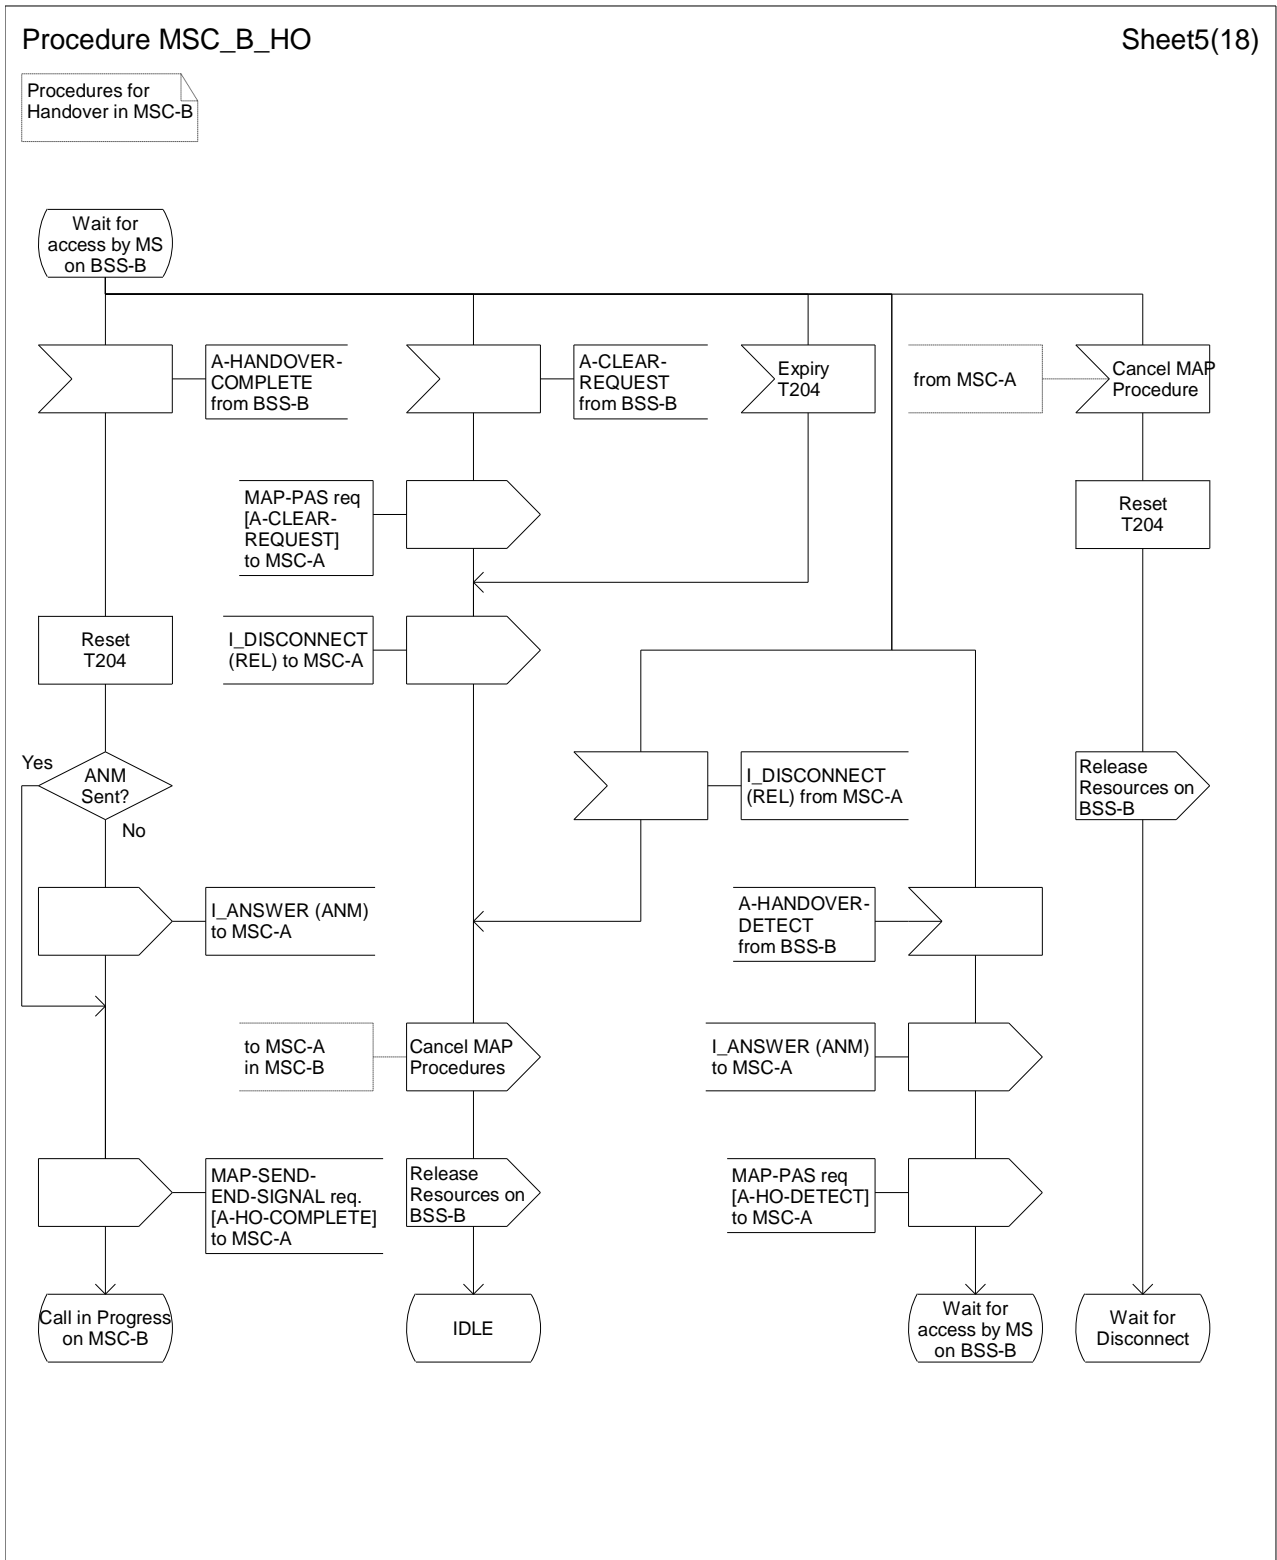 Procedure MSC_B_HO
Sheet5(18)
Procedures for
Handover in MSC-B
Wait for
access by MS
on BSS-B
A-HANDOVER-
COMPLETE
from BSS-B
A-CLEAR-
REQUEST
from BSS-B
Expiry
T204
from MSC-A
Cancel MAP
Procedure
MAP-PAS req
[A-CLEAR-
REQUEST]
to MSC-A
Reset
T204
Reset
T204
I_DISCONNECT
(REL) to MSC-A
Yes
ANM
Sent?
No
I_DISCONNECT
(REL) from MSC-A
Release
Resources on
BSS-B
I_ANSWER (ANM)
to MSC-A
A-HANDOVER-
DETECT
from BSS-B
to MSC-A
in MSC-B
Cancel MAP
Procedures
I_ANSWER (ANM)
to MSC-A
MAP-SEND-
END-SIGNAL req.
[A-HO-COMPLETE]
to MSC-A
Release
Resources on
BSS-B
MAP-PAS req
[A-HO-DETECT]
to MSC-A
Call in Progress
on MSC-B
IDLE
Wait for
access by MS
on BSS-B
Wait for
Disconnect